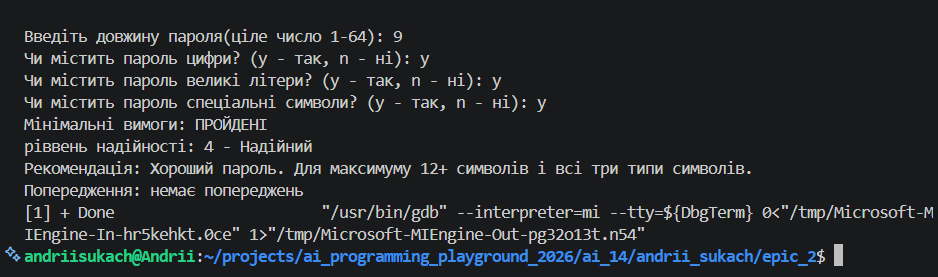 Введіть довжину пароля(ціле число 1-64): 9
Чи містить пароль цифри? (y - так, n - ні): y
Чи містить пароль великі літери? (y - так, n - ні): y
Чи містить пароль спеціальні символи? (y - так, n - ні): y
Мінімальні вимоги: ПРОЙДЕНІ
ріввень надійності: 4 - Надійний
Рекомендація: Хороший пароль. Для максимуму 12+ символів і всі три типи символів.
Попередження: немає попереджень
[1] + Done                       "/usr/bin/gdb" --interpreter=mi --tty=${DbgTerm} 0<"/tmp/Microsoft-M
IEngine-In-hr5kehkt.0ce" 1>"/tmp/Microsoft-MIEngine-Out-pg32o13t.n54"
andriisukach@Andrii:~/projects/ai_programming_playground_2026/ai_14/andrii_sukach/epic_2$